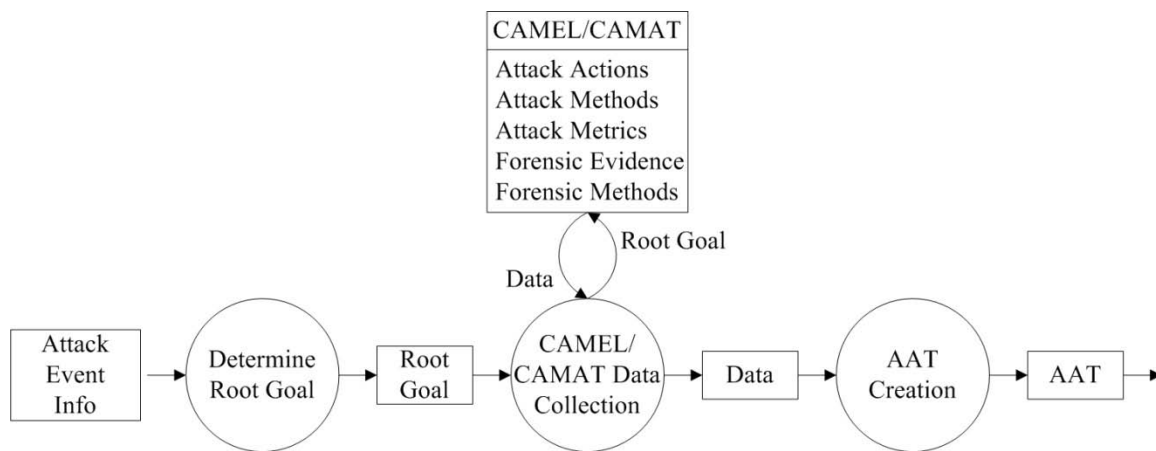 CAMEL/CAMAT
Attack Actions
Attack Methods
Attack Metrics
Forensic Evidence
Forensic Methods
Root Goal
Data
Attack
Event
Info
Determine
Root Goal
Root
Goal
CAMEL/
CAMAT Data
Collection
Data
AAT
Creation
AAT